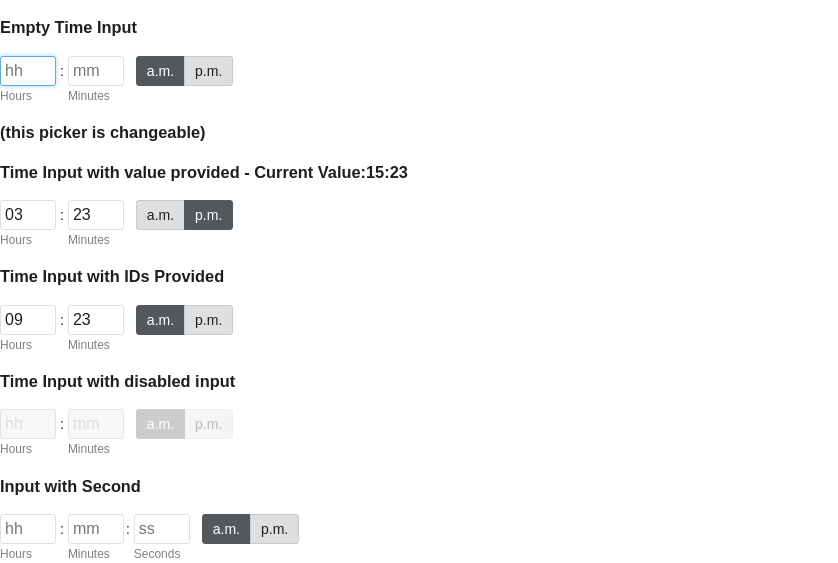 Empty Time Input
hh : mm a.m. p.m.
Hours Minutes
(this picker is changeable)
Time Input with value provided - Current Value:15:23
03 : 23 a.m. p.m.
Hours Minutes
Time Input with IDs Provided
09 : 23 a.m. p.m.
Hours Minutes
Time Input with disabled input
hh : mm a.m. p.m.
Hours Minutes
Input with Second
hh : mm : ss a.m. p.m.
Hours Minutes Seconds